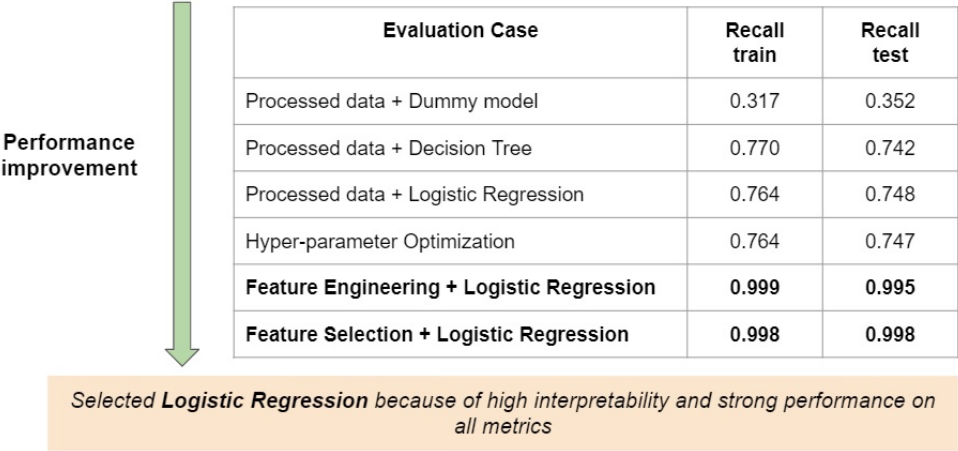 Performance
improvement
Evaluation Case Recall train Recall test
Processed data + Dummy model 0.317 0.352
Processed data + Decision Tree 0.770 0.742
Processed data + Logistic Regression 0.764 0.748
Hyper-parameter Optimization 0.764 0.747
Feature Engineering + Logistic Regression 0.999 0.995
Feature Selection + Logistic Regression 0.998 0.998
Selected Logistic Regression because of high interpretability and strong performance on
all metrics